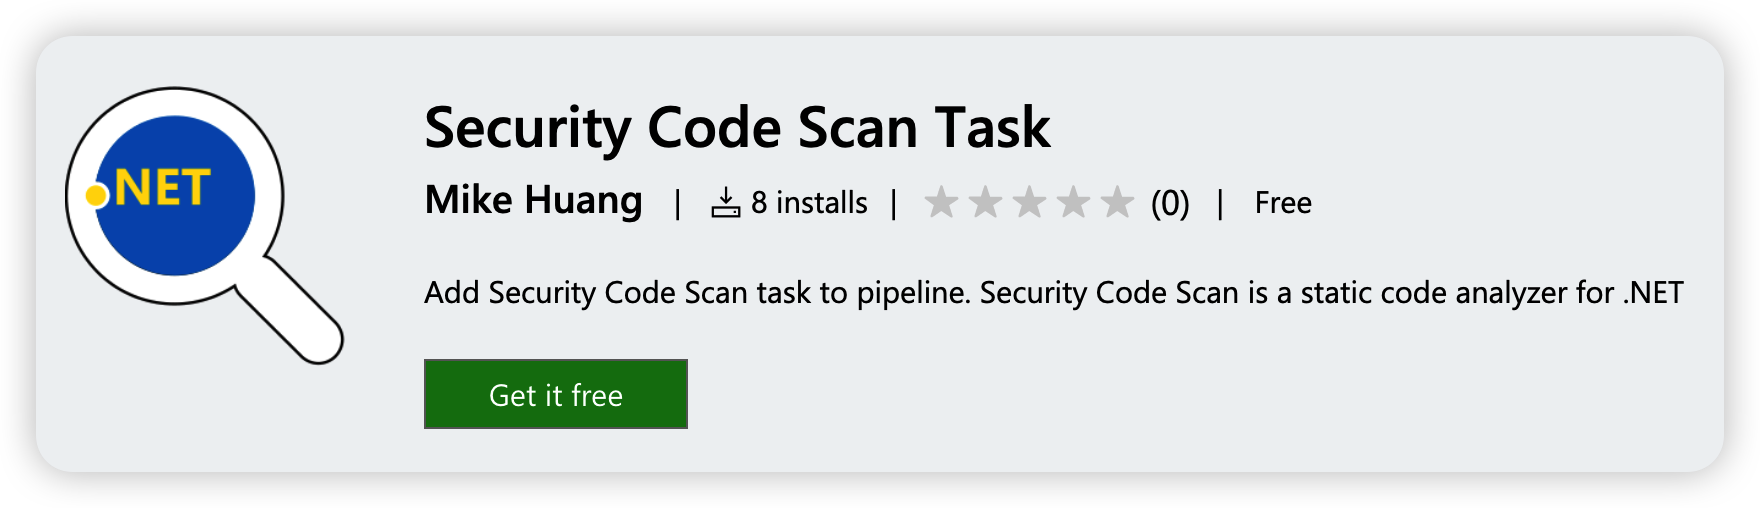 .NET
Security Code Scan Task
Mike Huang | 8 installs | (0) | Free
Add Security Code Scan task to pipeline. Security Code Scan is a static code analyzer for .NET
Get it free